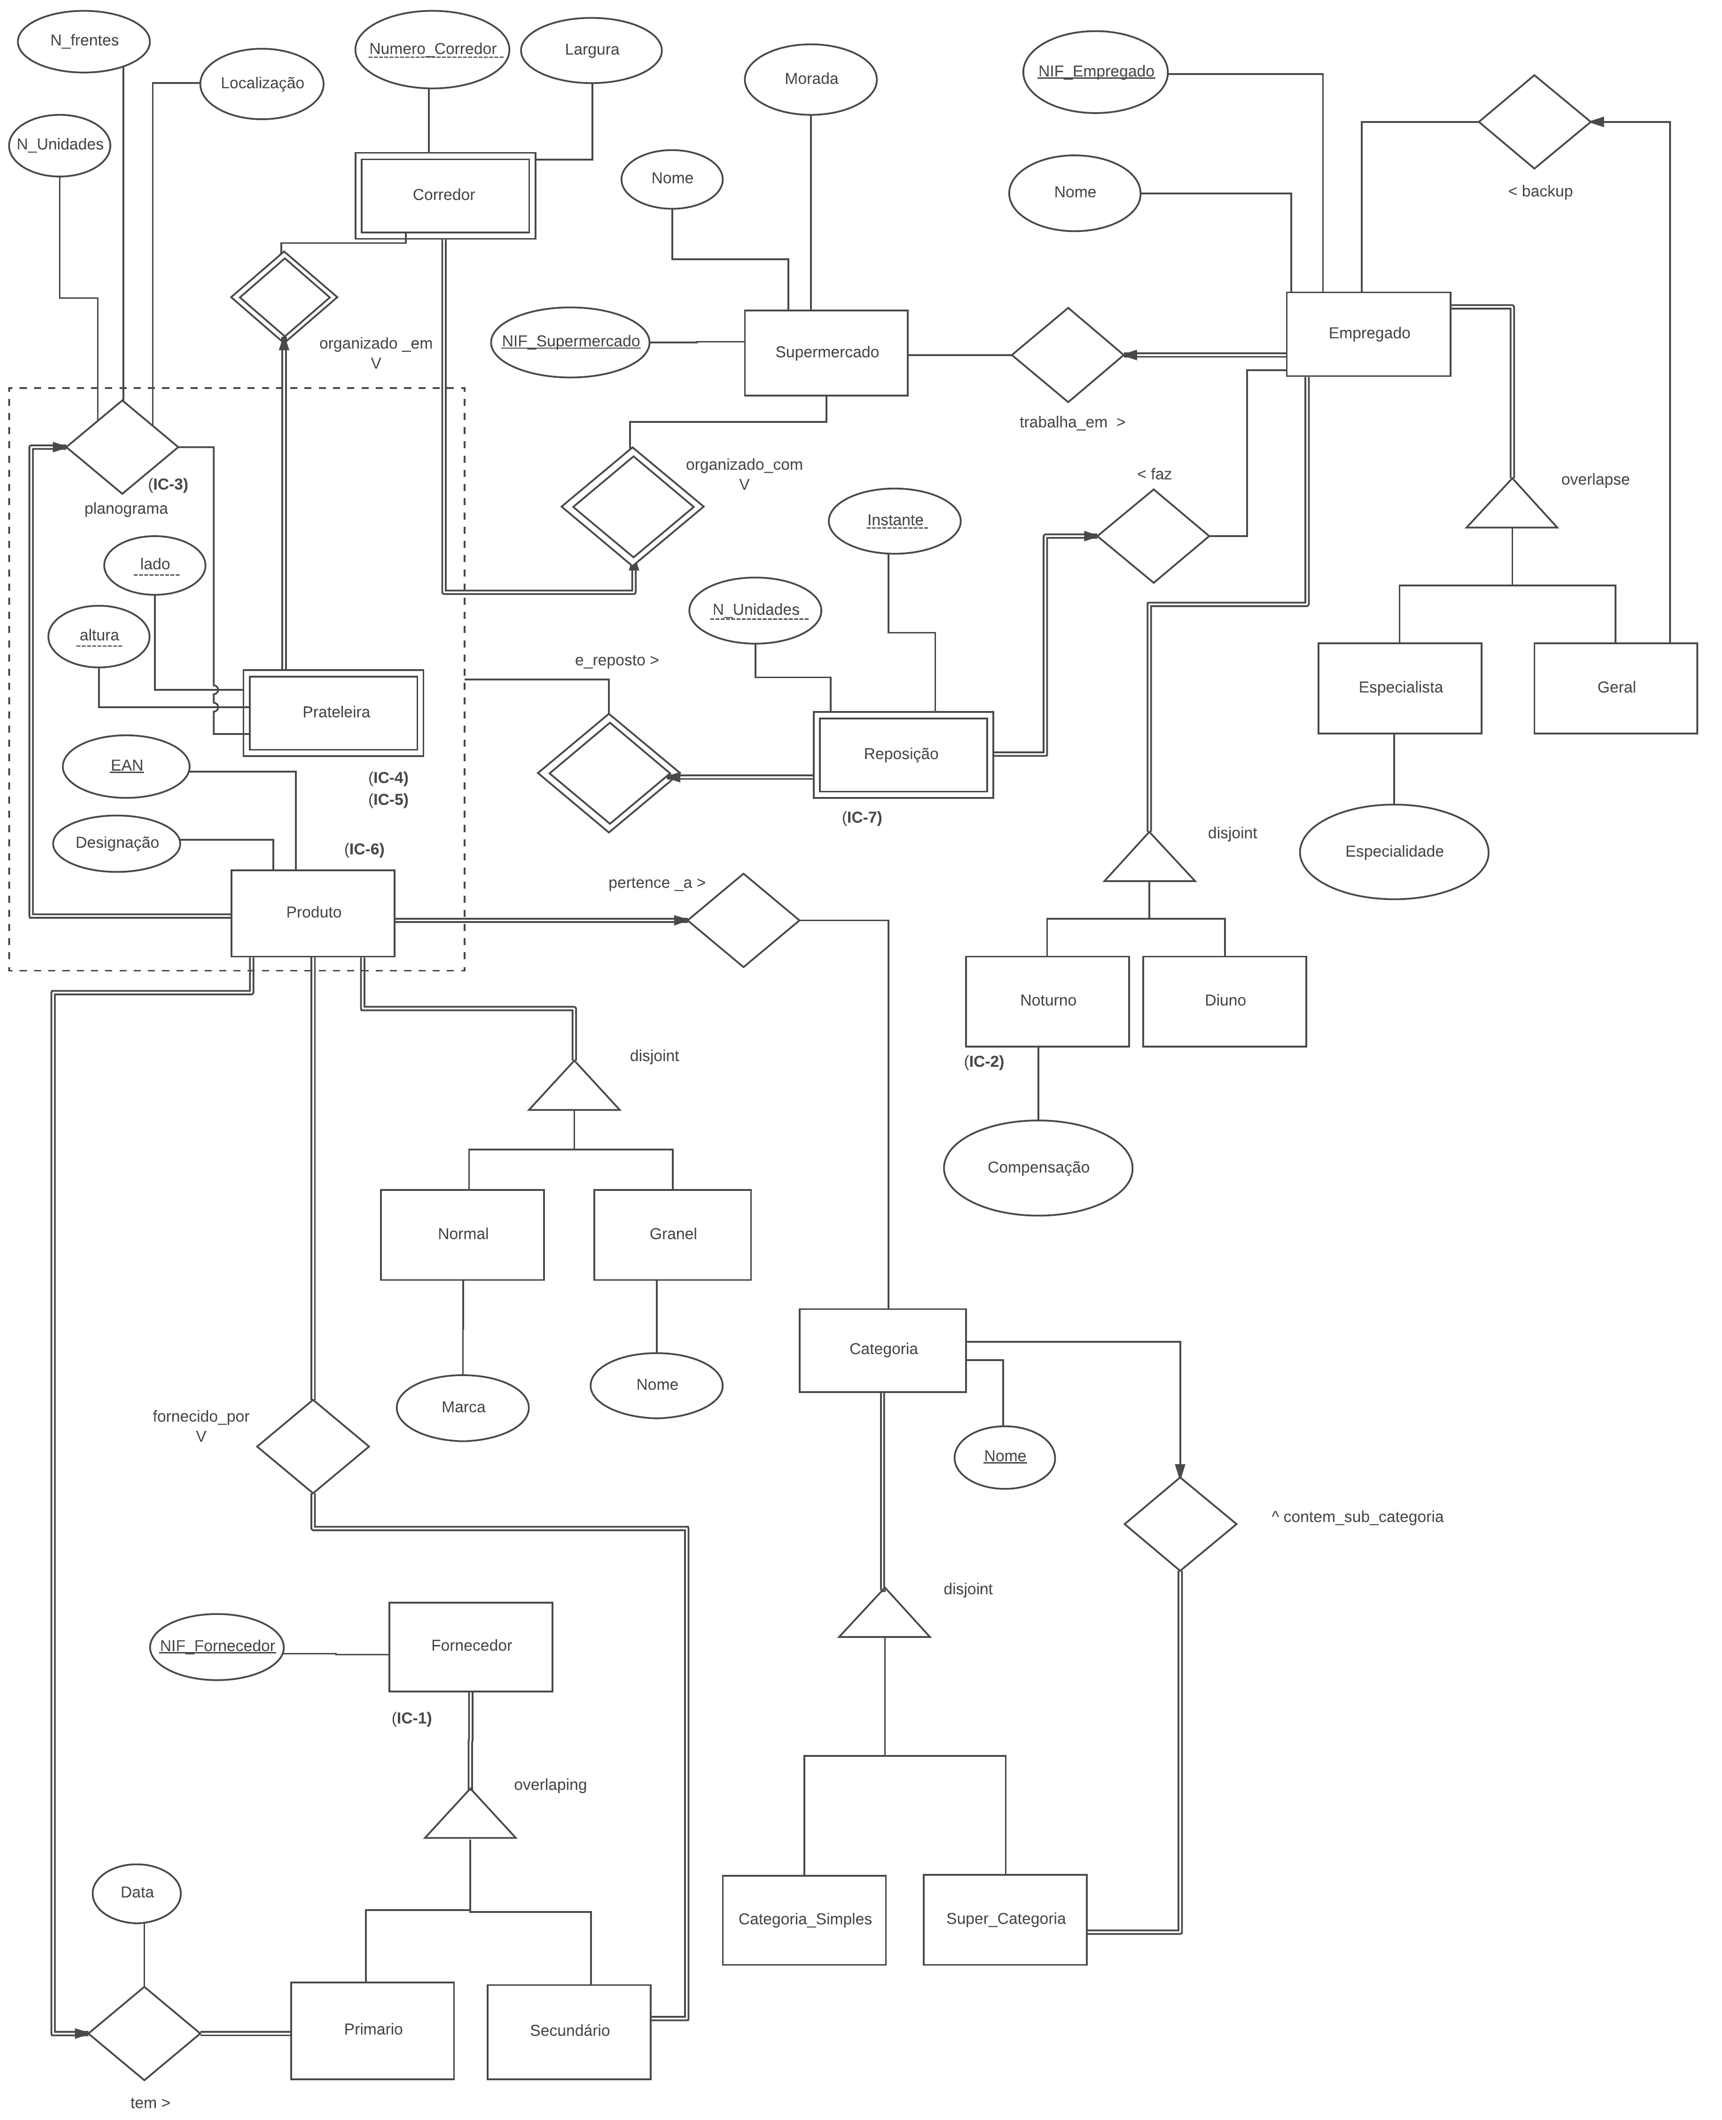 N_frentes
Numero_Corredor
Largura
Localização
Morada
NIF_Empregado
N_Unidades
Nome
Nome
< backup
Corredor
organizado _em
V
NIF_Supermercado
Supermercado
Empregado
trabalha_em >
(IC-3)
planograma
organizado_com
V
< faz
overlapse
Instante
lado
altura
N_Unidades
e_reposto >
Prateleira
Reposição
Especialista
Geral
EAN
(IC-4)
(IC-5)
(IC-7)
Designação
(IC-6)
disjoint
Especialidade
Produto
pertence _a >
Noturno
Diuno
(IC-2)
disjoint
Compensação
Normal
Granel
Marca
Nome
Categoria
fornecido_por
V
Nome
^ contem_sub_categoria
disjoint
NIF_Fornecedor
Fornecedor
(IC-1)
overlaping
Data
Categoria_Simples
Super_Categoria
Primario
Secundário
tem >